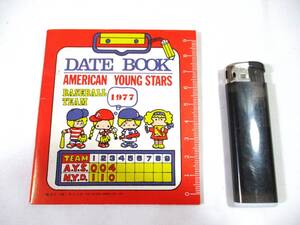 DATE BOOK
AMERICAN YOUNG STARS
BASEBALL
TEAM
1977
TEAM 1 2 3 4 5 6 7 8 9
A.Y.S. 0 0 4
N.Y.D. 1 1 0